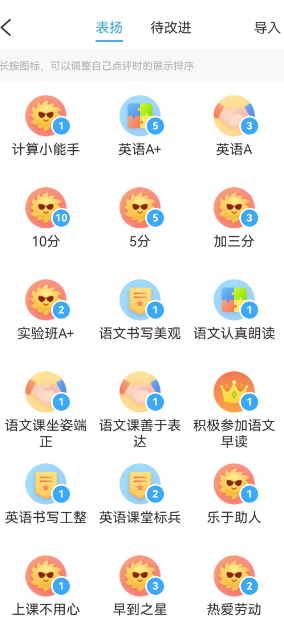 表扬 待改进 导入
长按图标，可以调整自己点评时的展示排序
1 5 3
计算小能手 英语A+ 英语A
10 5 3
10分 5分 加三分
2 1 1
实验班A+ 语文书写美观 语文认真朗读
1 1 1
语文课坐姿端 语文课善于表 积极参加语文
正 达 早读
1 2 1
英语书写工整 英语课堂标兵 乐于助人
1 3 2
上课不用心 早到之星 热爱劳动